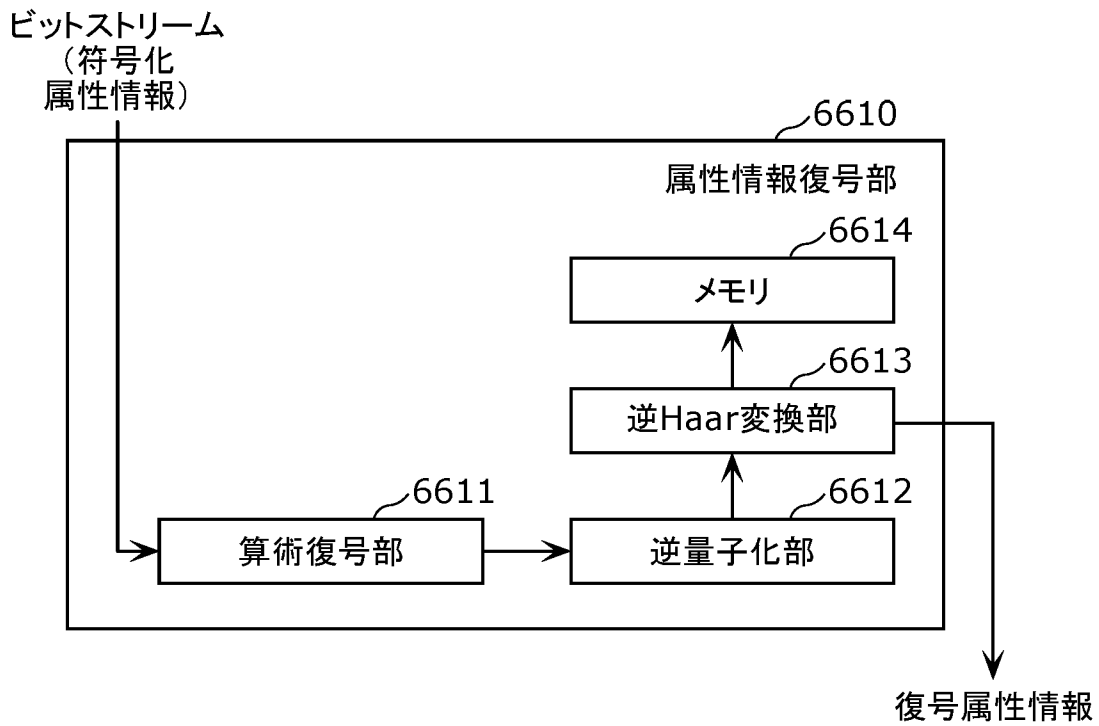 ビットストリーム
（符号化
属性情報）
6610
属性情報復号部
6614
メモリ
6613
逆Haar変換部
6611
算術復号部
6612
逆量子化部
復号属性情報